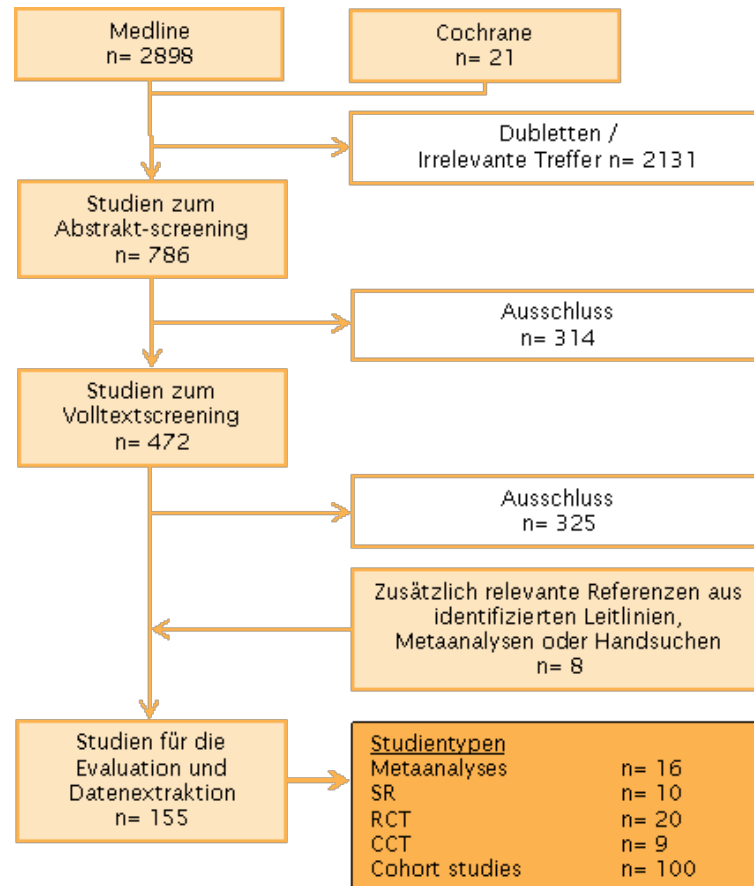 Medline
n= 2898
Cochrane
n= 21
Dubletten /
Irrelevante Treffer n= 2131
Studien zum
Abstrakt-screening
n= 786
Ausschluss
n= 314
Studien zum
Volltextscreening
n= 472
Ausschluss
n= 325
Zusätzlich relevante Referenzen aus
identifizierten Leitlinien,
Metaanalysen oder Handsuchen
n= 8
Studien für die
Evaluation und
Datenextraktion
n= 155
Studientypen
Metaanalyses n= 16
SR n= 10
RCT n= 20
CCT n= 9
Cohort studies n= 100